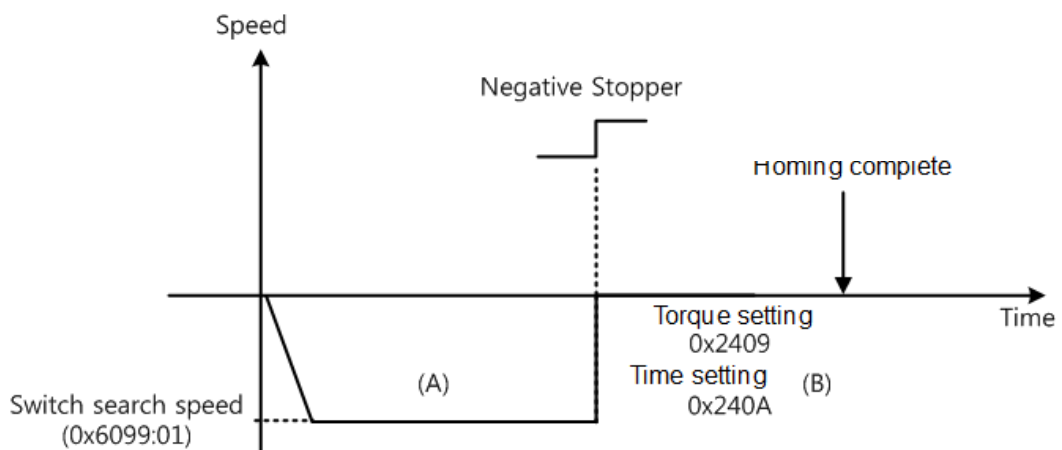 Speed
Negative Stopper
Homing complete
Torque setting
0x2409
Time
Time setting
0x240A
(A)
(B)
Switch search speed
(0x6099:01)